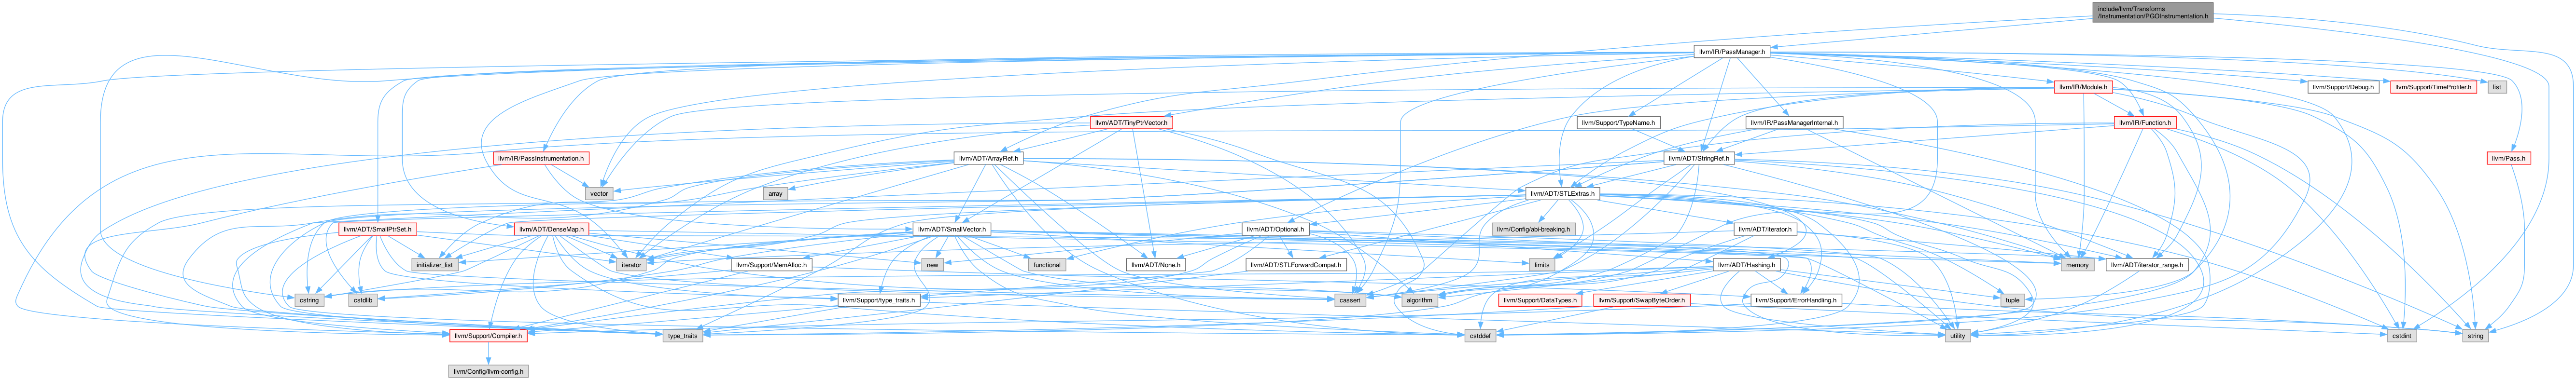 include/llvm/Transforms
/Instrumentation/PGOInstrumentation.h
llvm/IR/PassManager.h
llvm/IR/Module.h
llvm/Support/Debug.h
llvm/Support/TimeProfiler.h
list
llvm/ADT/TinyPtrVector.h
llvm/Support/TypeName.h
llvm/IR/PassManagerInternal.h
llvm/IR/Function.h
llvm/IR/PassInstrumentation.h
llvm/ADT/ArrayRef.h
llvm/ADT/StringRef.h
llvm/Pass.h
vector
array
llvm/ADT/STLExtras.h
llvm/ADT/SmallPtrSet.h
llvm/ADT/DenseMap.h
llvm/ADT/SmallVector.h
llvm/ADT/Optional.h
llvm/Config/abi-breaking.h
llvm/ADT/iterator.h
initializer_list
iterator
llvm/Support/MemAlloc.h
new
functional
llvm/ADT/None.h
llvm/ADT/STLForwardCompat.h
limits
llvm/ADT/Hashing.h
memory
llvm/ADT/iterator_range.h
cstring
cstdlib
llvm/Support/type_traits.h
cassert
algorithm
llvm/Support/DataTypes.h
llvm/Support/SwapByteOrder.h
llvm/Support/ErrorHandling.h
tuple
llvm/Support/Compiler.h
type_traits
cstddef
utility
cstdint
string
llvm/Config/llvm-config.h